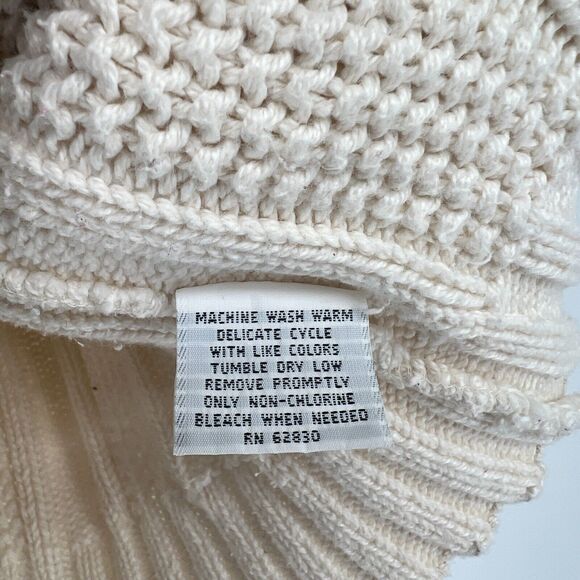 MACHINE WASH WARM
DELICATE CYCLE
WITH LIKE COLORS
TUMBLE DRY LOW
REMOVE PROMPTLY
ONLY NON-CHLORINE
BLEACH WHEN NEEDED
RN 62830